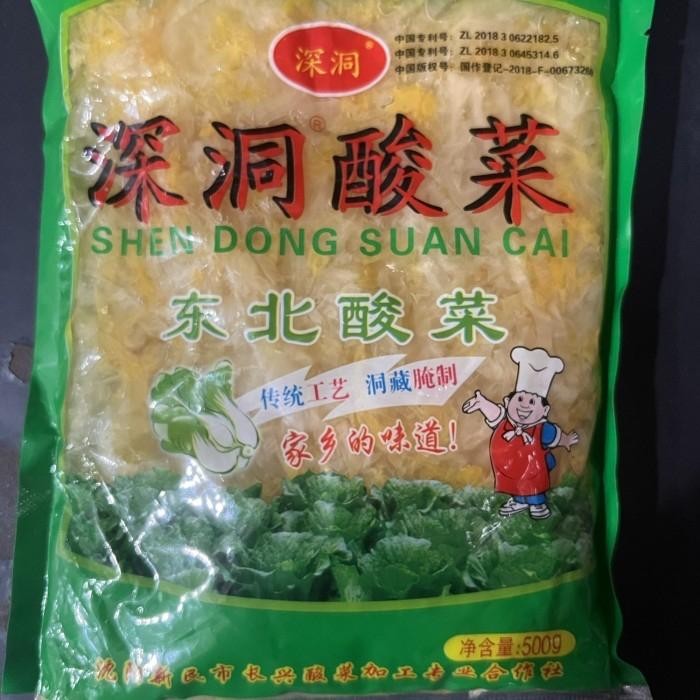 深洞®
中国专利号: ZL 2018 3 0622182.5
中国专利号: ZL 2018 3 0645314.6
中国版权号: 国作登记-2018-F-00673268
深洞®酸菜
SHEN DONG SUAN CAI
东北酸菜
传统工艺 洞藏腌制
家乡的味道!
净含量:500g
沈阳新民市长兴酸菜加工专业合作社